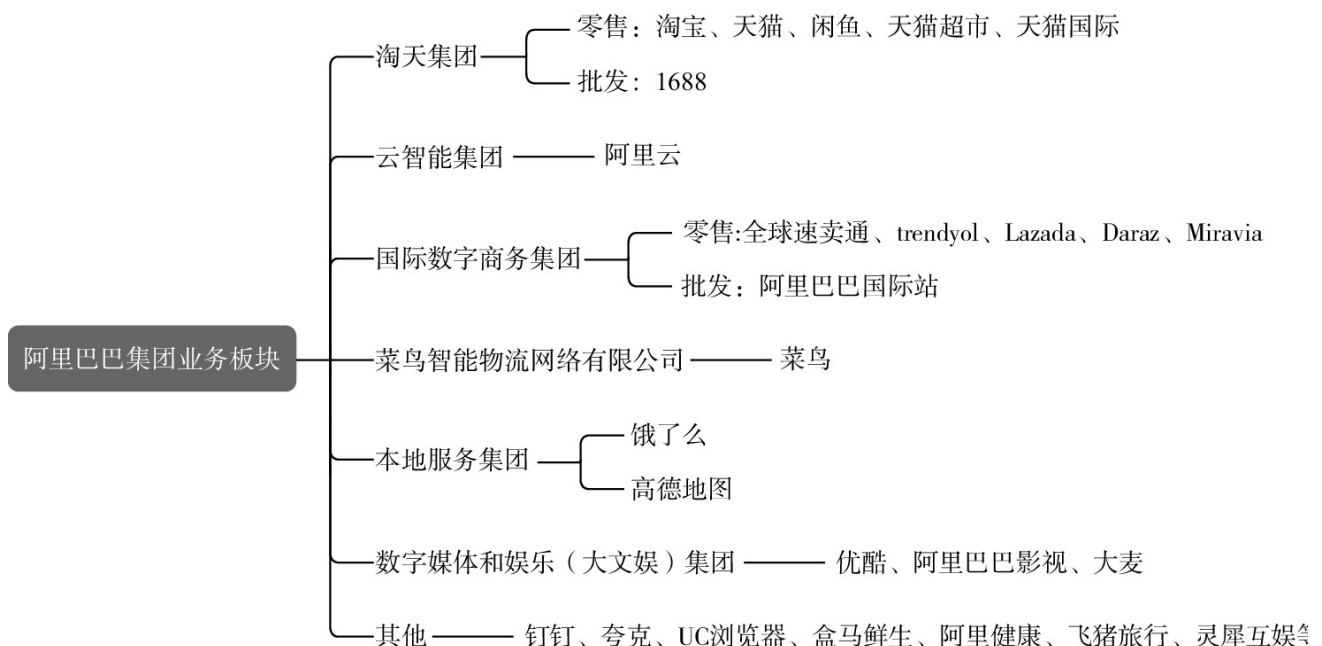 阿里巴巴集团业务板块
淘天集团
零售：淘宝、天猫、闲鱼、天猫超市、天猫国际
批发：1688
云智能集团
阿里云
国际数字商务集团
零售:全球速卖通、trendyol、Lazada、Daraz、Miravia
批发：阿里巴巴国际站
菜鸟智能物流网络有限公司
菜鸟
本地服务集团
饿了么
高德地图
数字媒体和娱乐（大文娱）集团
优酷、阿里巴巴影视、大麦
其他
钉钉、夸克、UC浏览器、盒马鲜生、阿里健康、飞猪旅行、灵犀互娱等